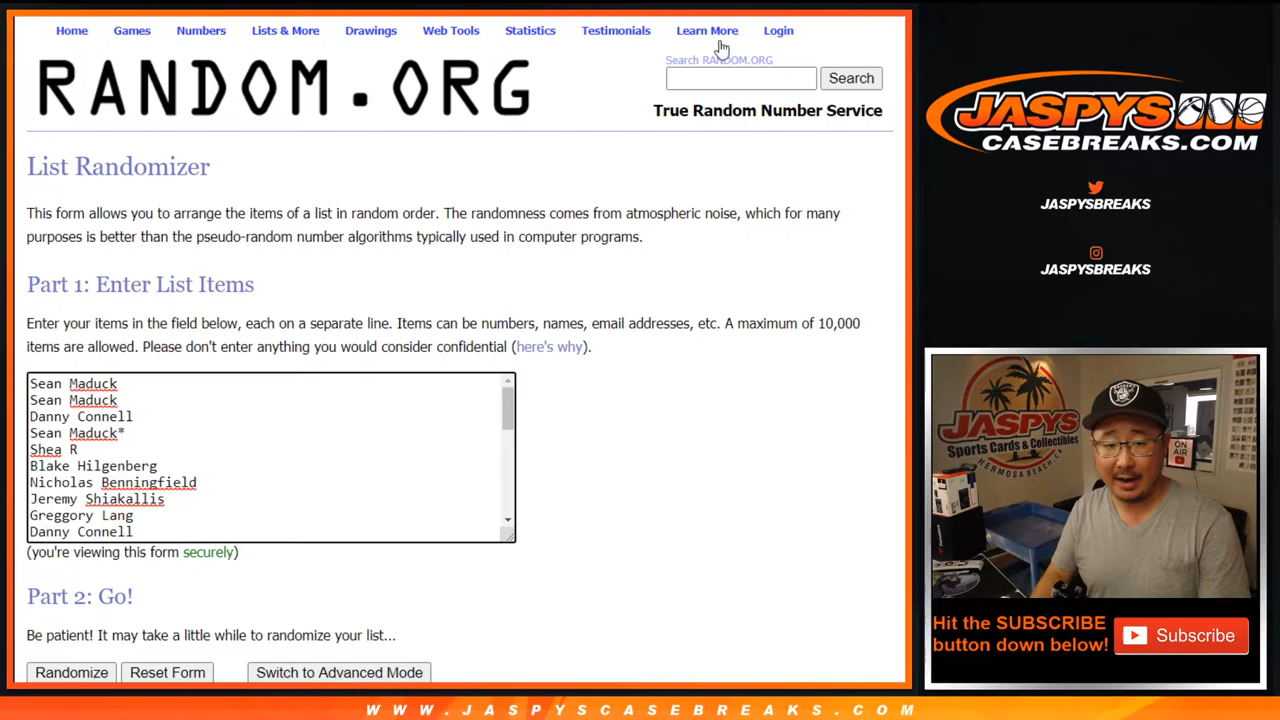 Home Games Numbers Lists & More Drawings Web Tools Statistics Testimonials Learn More Login
RANDOM.ORG
Search RANDOM.ORG
Search
True Random Number Service
List Randomizer
This form allows you to arrange the items of a list in random order. The randomness comes from atmospheric noise, which for many
purposes is better than the pseudo-random number algorithms typically used in computer programs.
Part 1: Enter List Items
Enter your items in the field below, each on a separate line. Items can be numbers, names, email addresses, etc. A maximum of 10,000
items are allowed. Please don't enter anything you would consider confidential (here's why).
Sean Maduck
Sean Maduck
Danny Connell
Sean Maduck*
Shea R
Blake Hilgenberg
Nicholas Benningfield
Jeremy Shiakallis
Greggory Lang
Danny Connell
(you're viewing this form securely)
Part 2: Go!
Be patient! It may take a little while to randomize your list...
Randomize Reset Form Switch to Advanced Mode
JASPYS
CASEBREAKS.COM
JASPYSBREAKS
JASPYSBREAKS
JASPYS
Sports Cards & Collectibles
HERMOSA BEACH, CA
RAIDERS
ON AIR
Hit the SUBSCRIBE
button down below!
Subscribe
WWW.JASPYSCASEBREAKS.COM